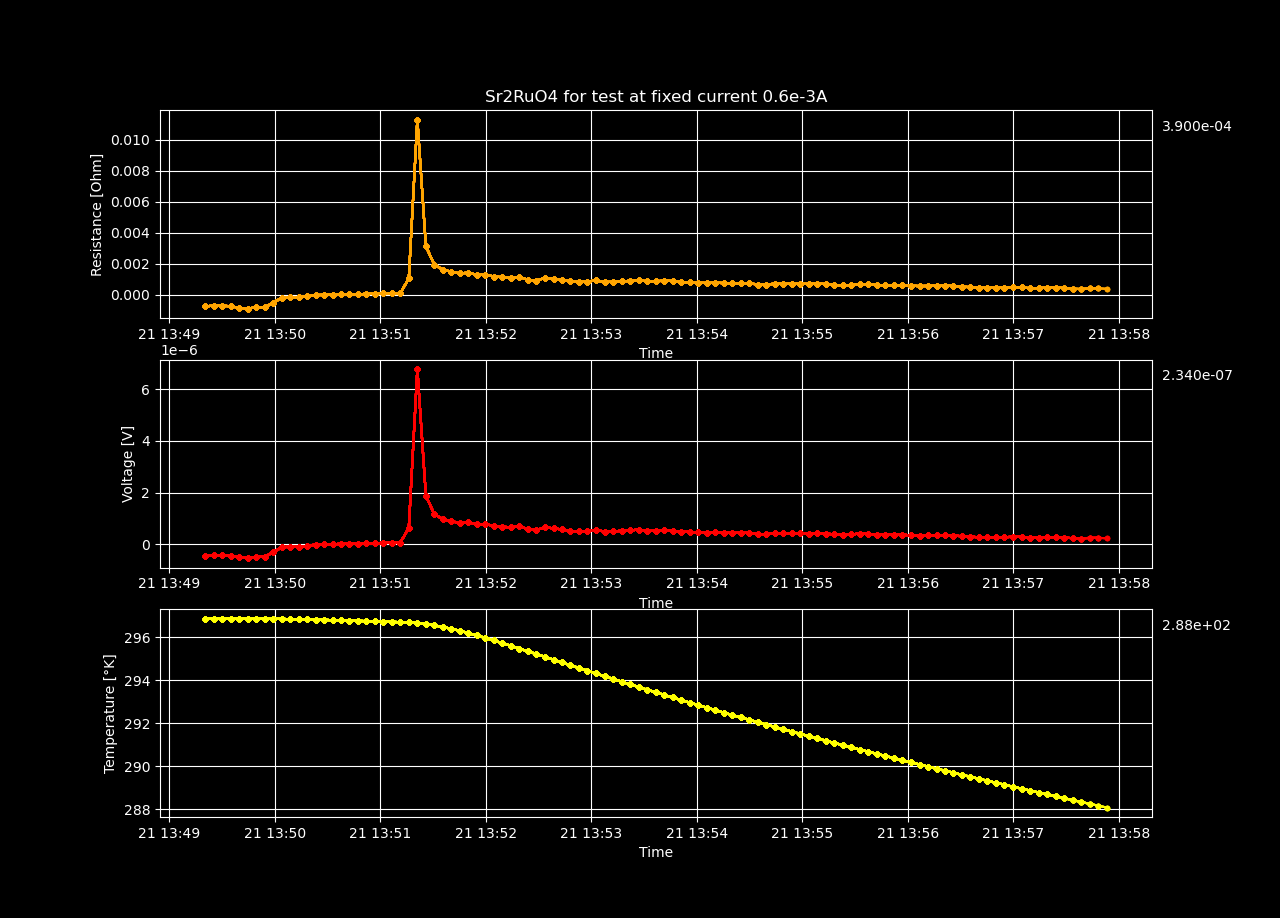 Sr2RuO4 for test at fixed current 0.6e-3A
3.900e-04
Resistance [Ohm]
0.010
0.008
0.006
0.004
0.002
0.000
21 13:49 21 13:50 21 13:51 21 13:52 21 13:53 21 13:54 21 13:55 21 13:56 21 13:57 21 13:58
Time
1e−6
2.340e-07
Voltage [V]
6
4
2
0
21 13:49 21 13:50 21 13:51 21 13:52 21 13:53 21 13:54 21 13:55 21 13:56 21 13:57 21 13:58
Time
2.88e+02
Temperature [°K]
296
294
292
290
288
21 13:49 21 13:50 21 13:51 21 13:52 21 13:53 21 13:54 21 13:55 21 13:56 21 13:57 21 13:58
Time